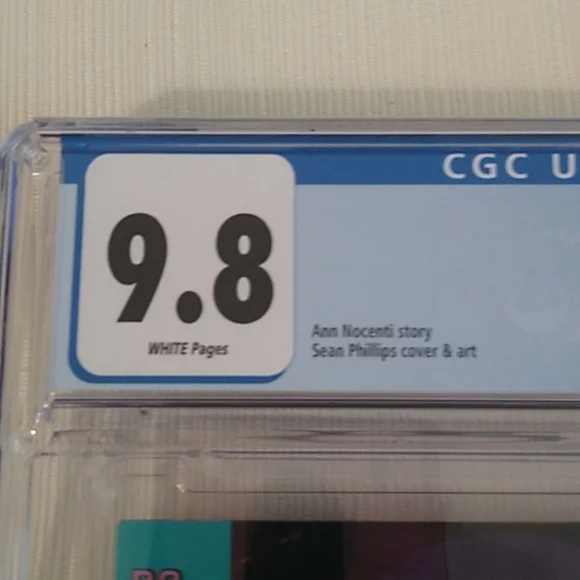 CGC U
9.8
WHITE Pages
Ann Nocenti story
Sean Phillips cover & art